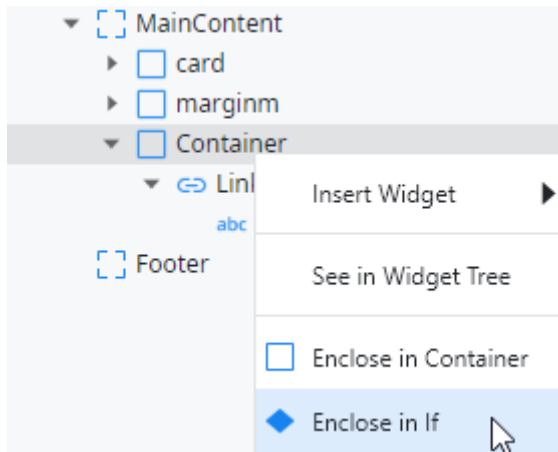 MainContent
card
marginm
Container
Insert Widget
abc
Footer
See in Widget Tree
Enclose in Container
Enclose in If